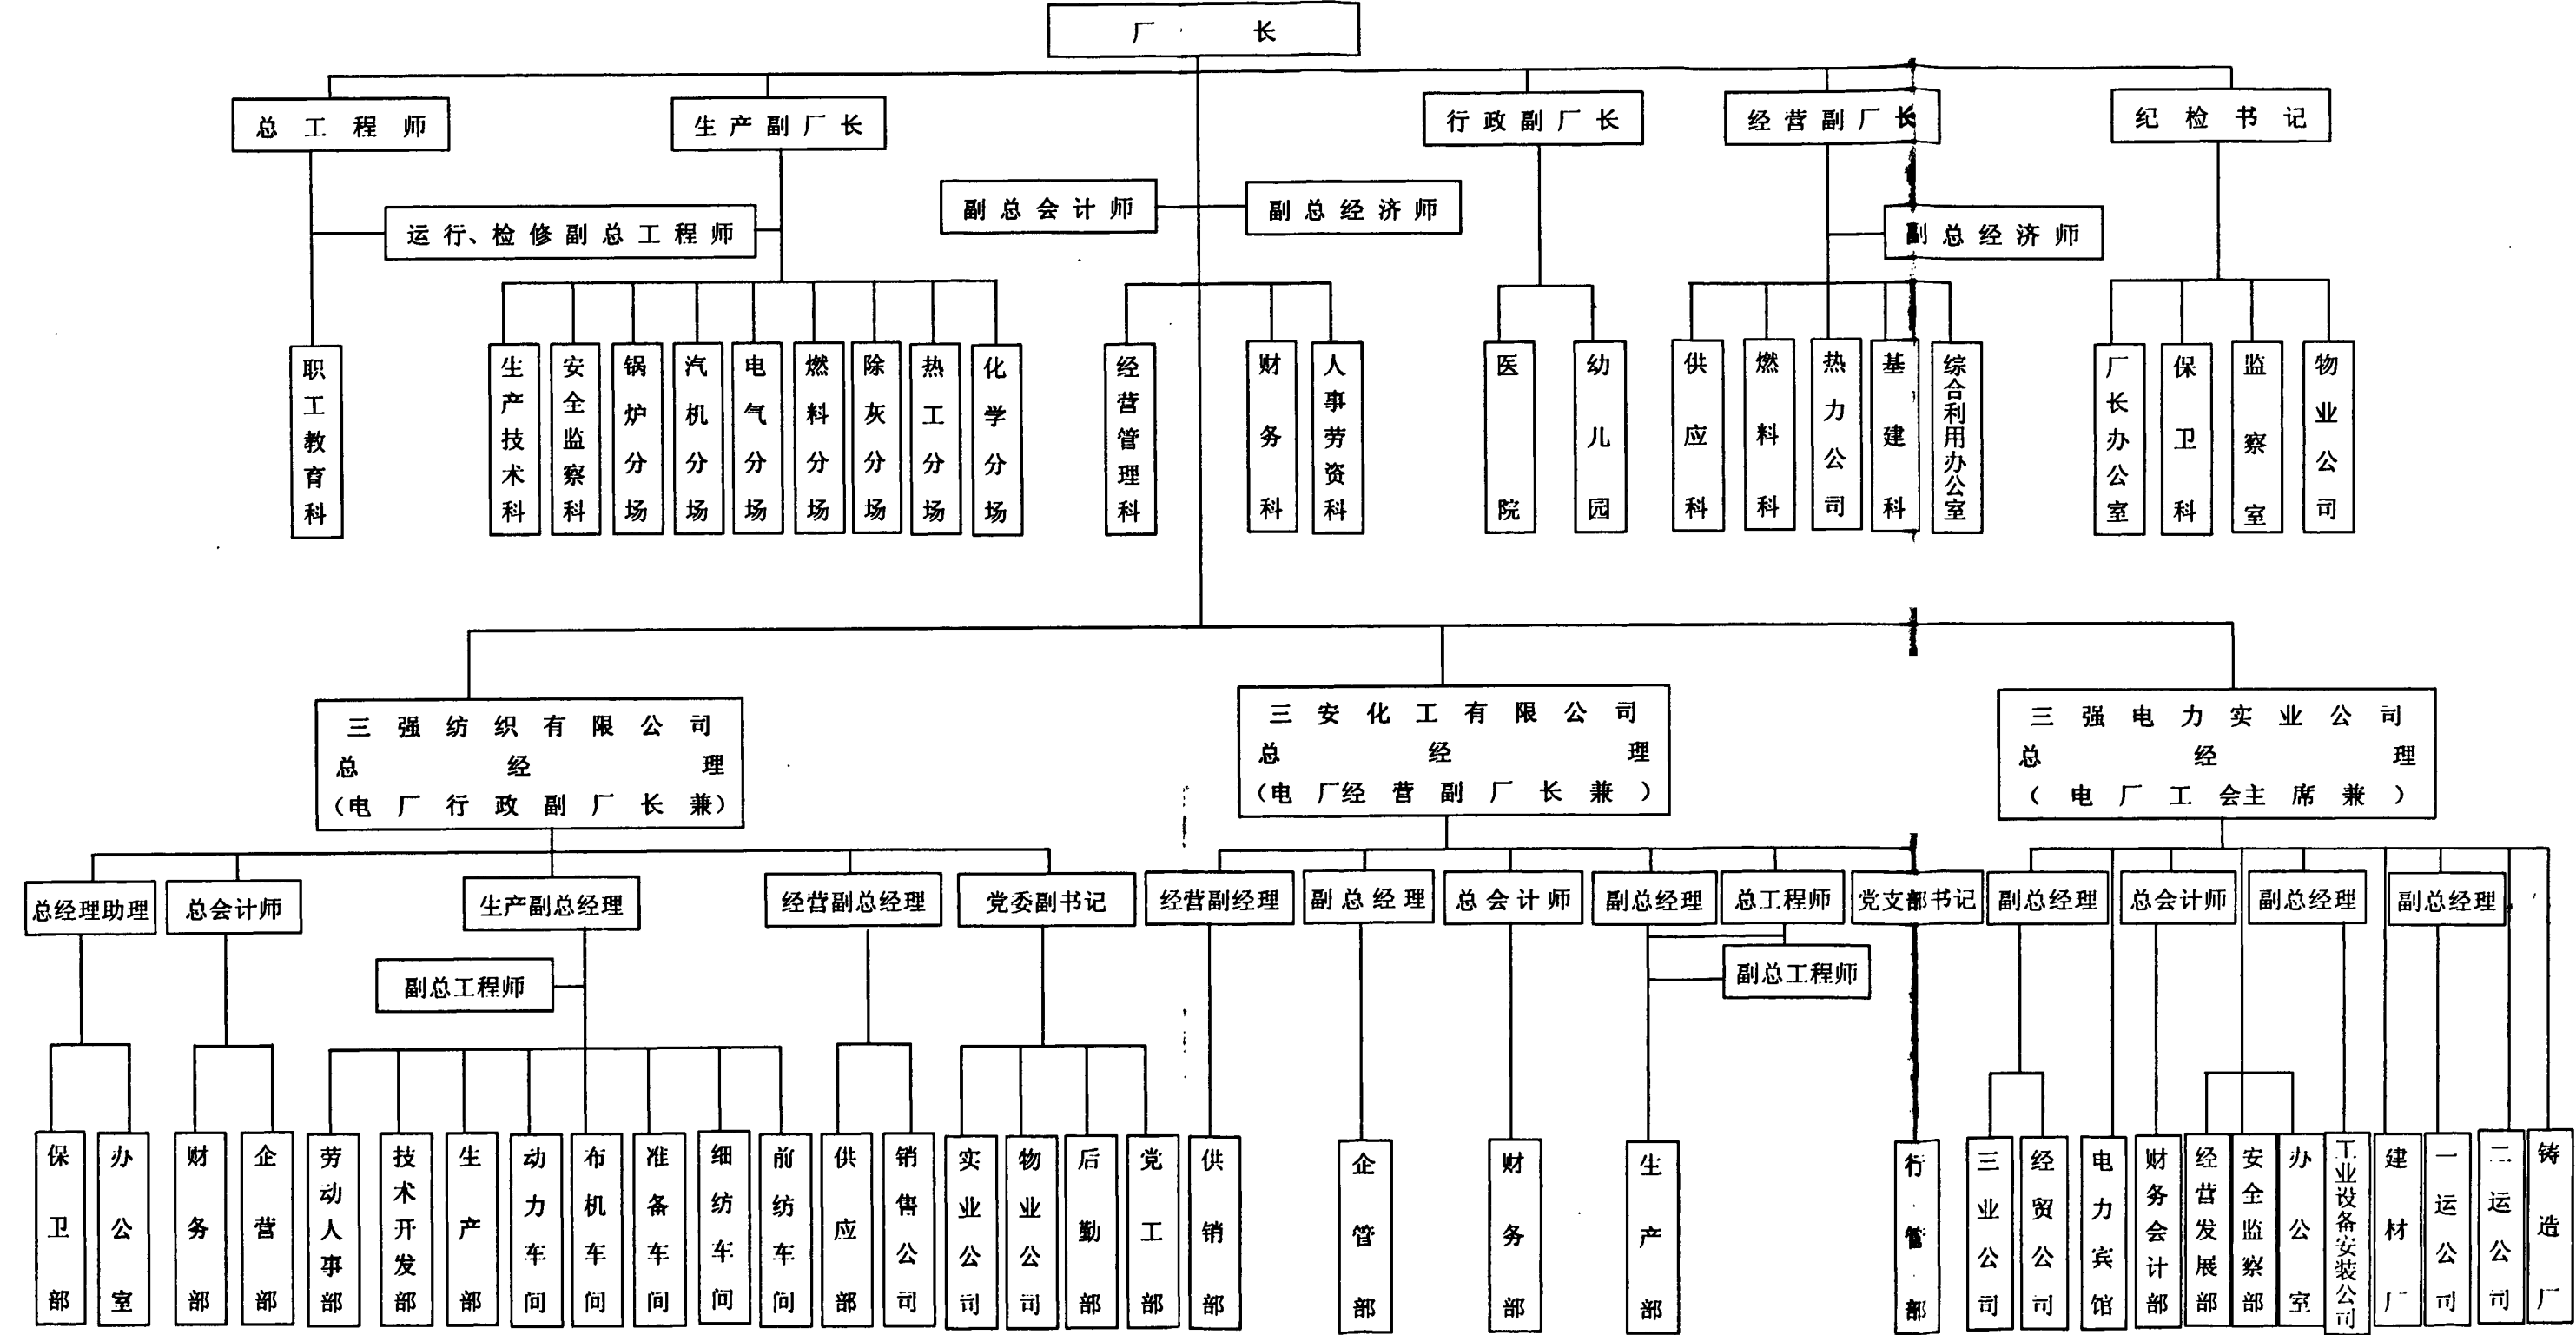 厂长
总工程师
生产副厂长
行政副厂长
经营副厂长
纪检书记
副总会计师
副总经济师
运行、检修副总工程师
副总经济师
职工教育科
生产技术科
安全监察科
锅炉分场
汽机分场
电气分场
燃料分场
除灰分场
热工分场
化学分场
经营管理科
财务科
人事劳资科
医院
幼儿园
供应科
燃料科
热力公司
基建科
综合利用办公室
厂长办公室
保卫科
监察室
物业公司
三强纺织有限公司
总经理
（电厂行政副厂长兼）
三安化工有限公司
总经理
（电厂经营副厂长兼）
三强电力实业公司
总经理
（电厂工会主席兼）
总经理助理
总会计师
生产副总经理
经营副总经理
党委副书记
经营副经理
副总经理
总会计师
副总经理
总工程师
党支部书记
副总经理
总会计师
副总经理
副总经理
副总工程师
副总工程师
保卫部
办公室
财务部
企营部
劳动人事部
技术开发部
生产部
动力车间
布机车间
准备车间
细纺车间
前纺车间
供应部
销售公司
实业公司
物业公司
后勤部
党工部
供销部
企管部
财务部
生产部
行管部
三业公司
经贸公司
电力宾馆
财务会计部
经营发展部
安全监察部
办公室
工业设备安装公司
建材厂
一运公司
二运公司
铸造厂